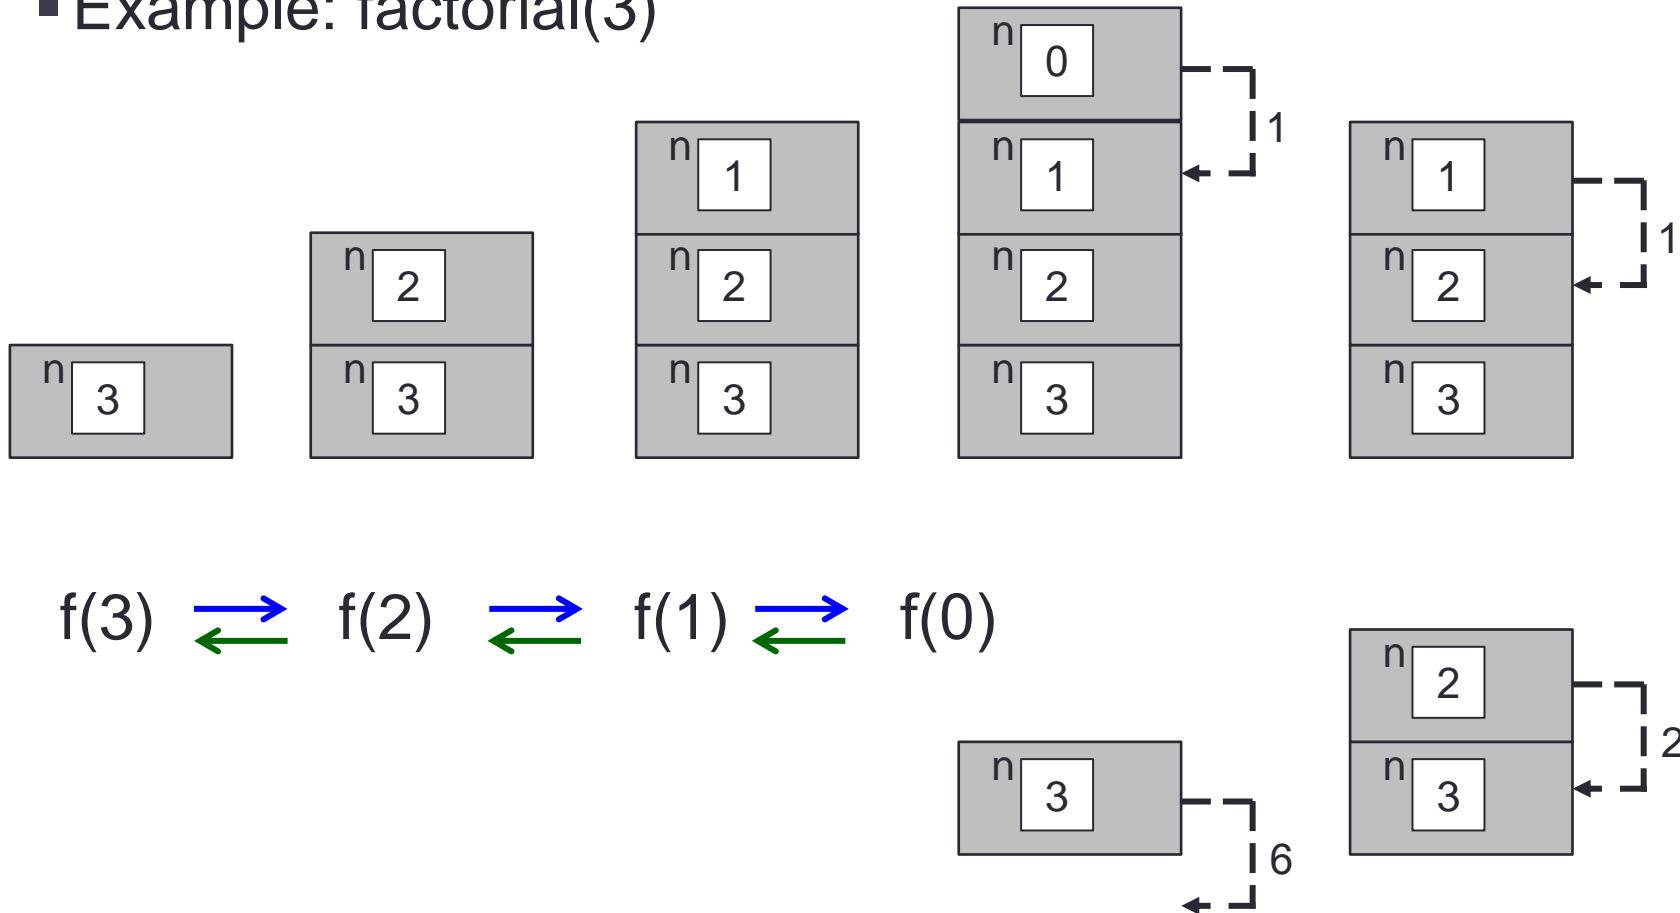 ▪ Example: factorial(3)
n 0
1
n 1
n 1
n 1
1
n 2
n 2
n 2
n 2
n 3
n 3
n 3
n 3
n 3
f(3) f(2) f(1) f(0)
n 2
2
n 3
n 3
6